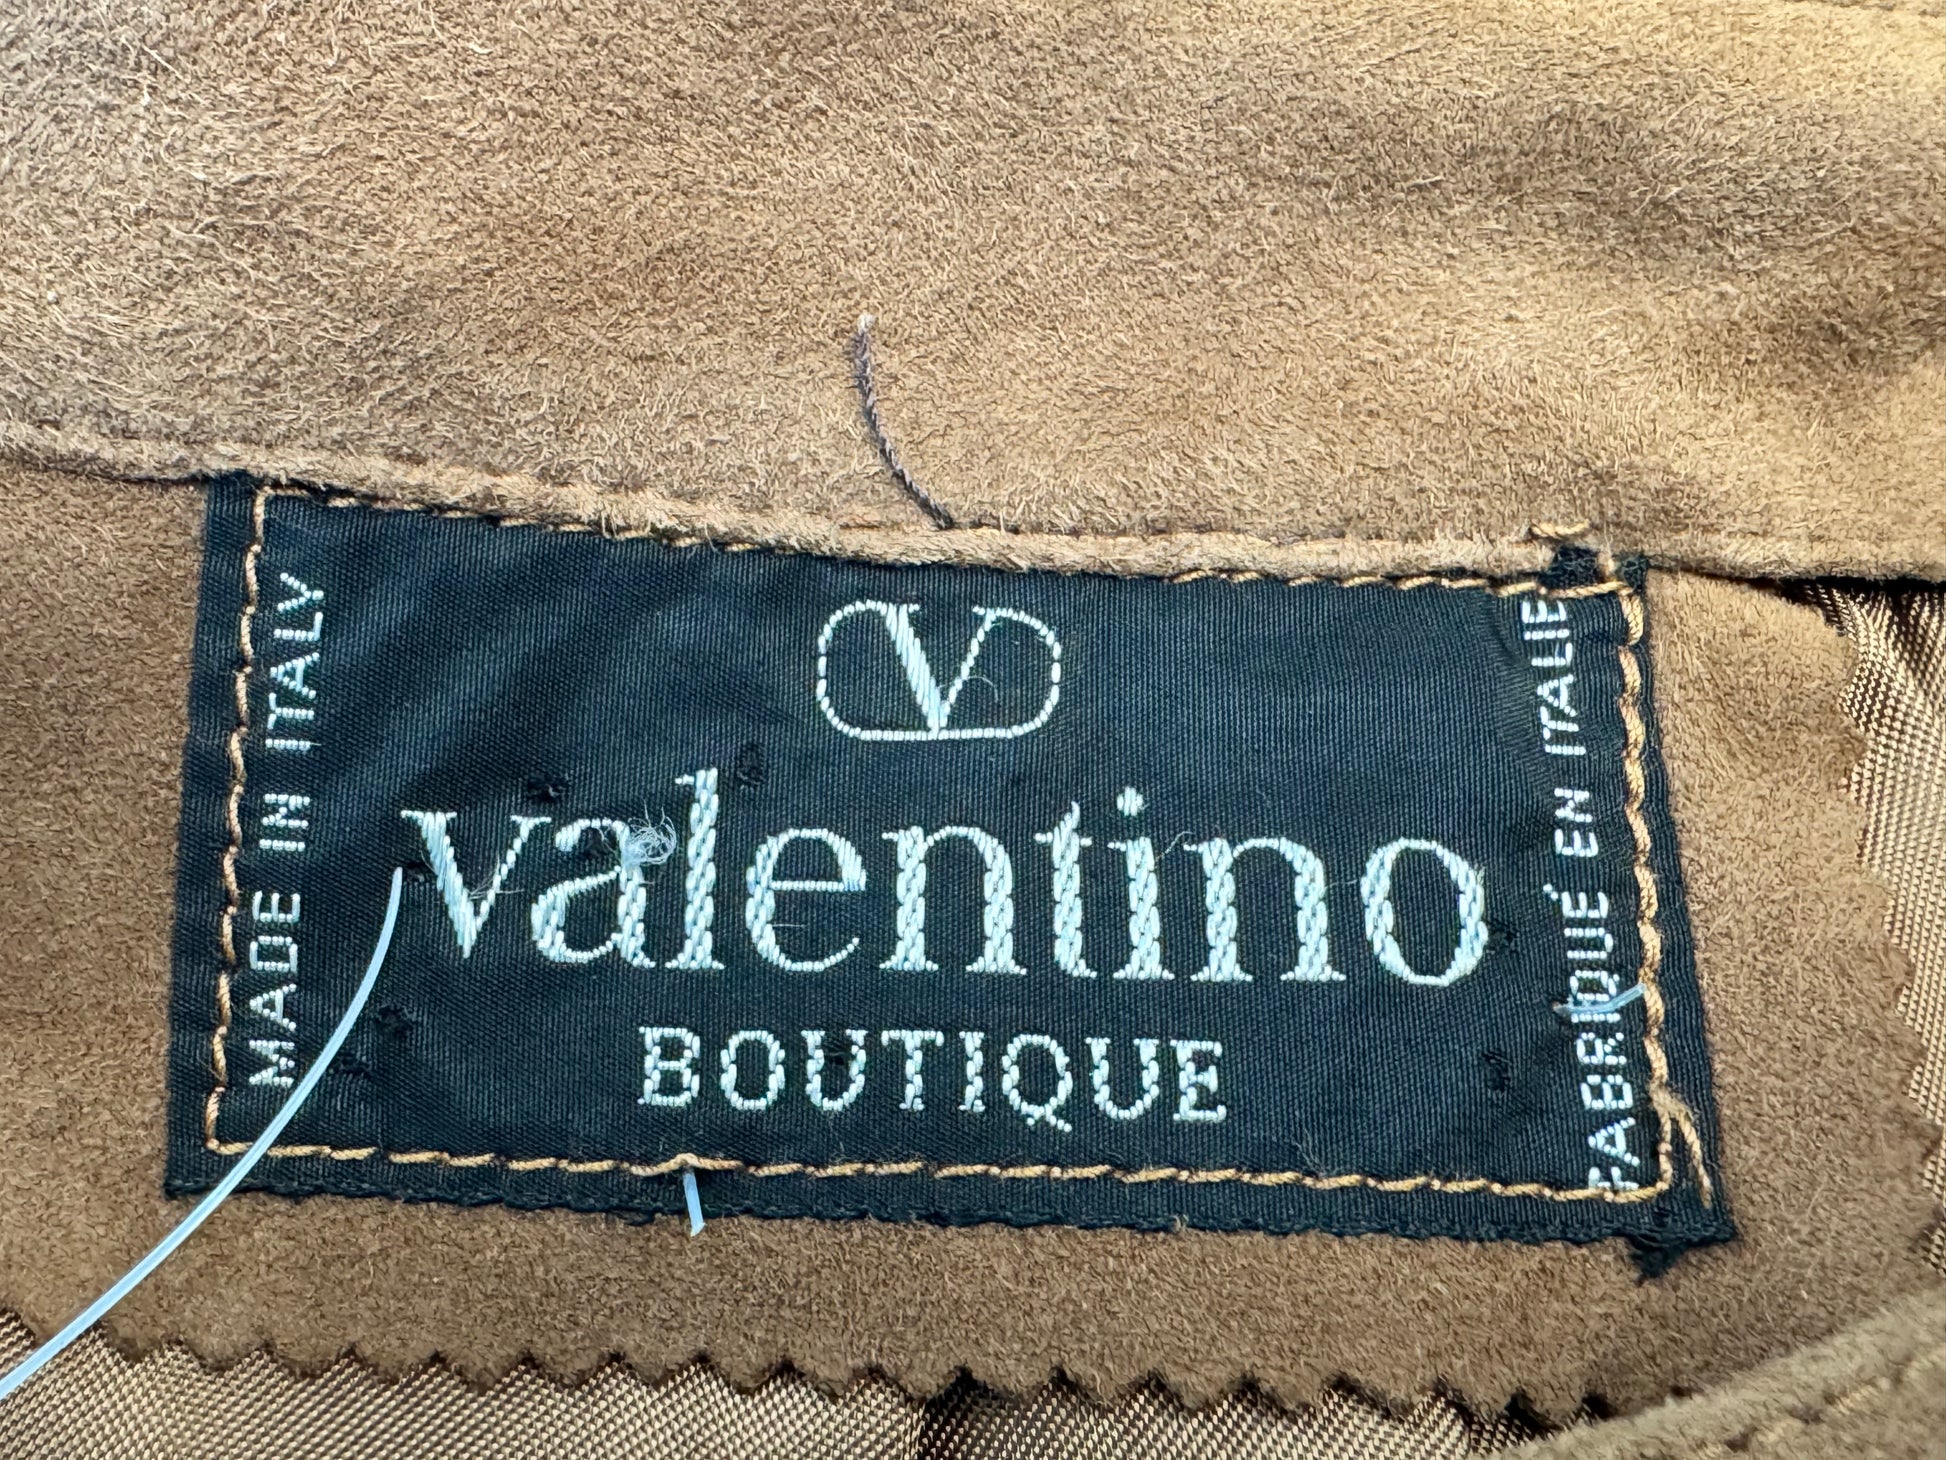 MADE IN ITALY
V
Valentino
BOUTIQUE
FABRIQUÉ EN ITALIE